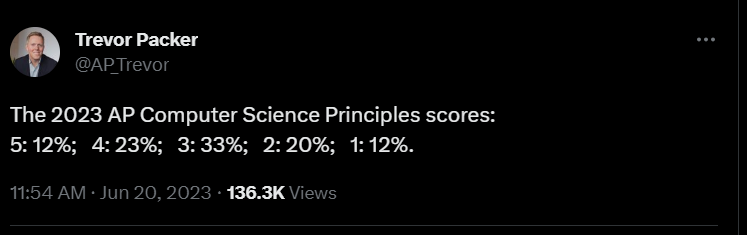 Trevor Packer
@AP_Trevor
The 2023 AP Computer Science Principles scores:
5: 12%;   4: 23%;   3: 33%;   2: 20%;   1: 12%.
11:54 AM · Jun 20, 2023 · 136.3K Views